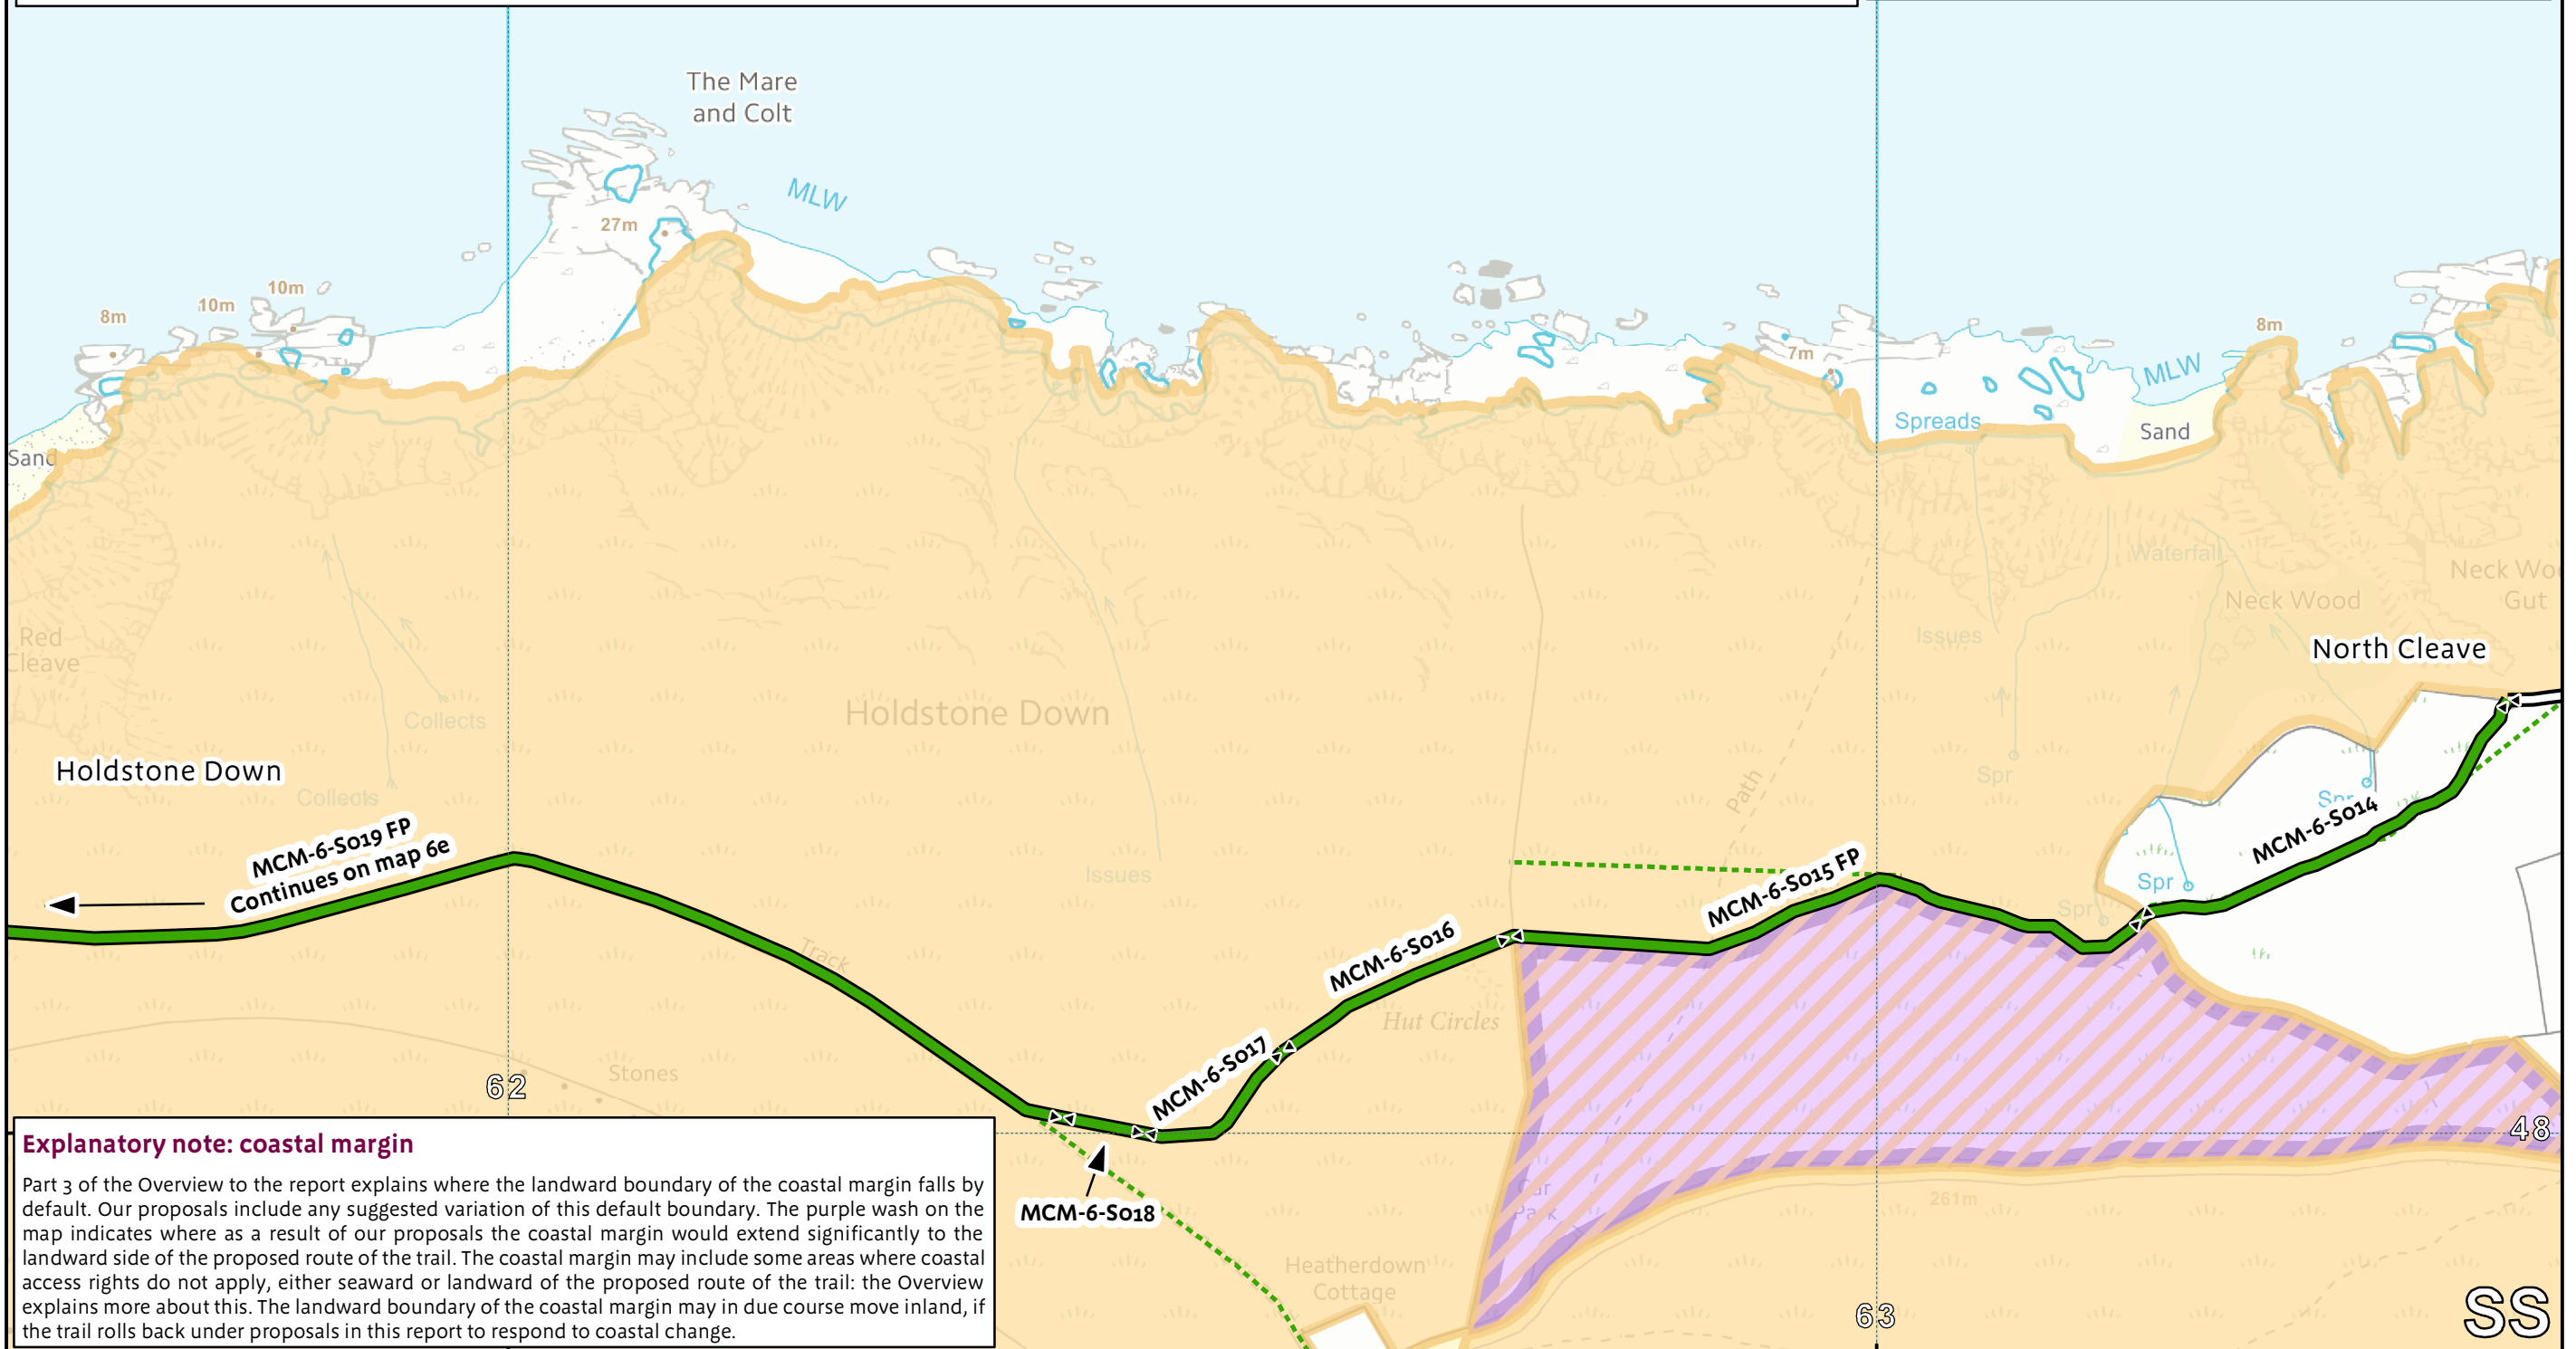 The Mare
and Colt
MLW
27m
10m
10m
8m
8m
7m
MLW
Spreads
Sand
Sand
Waterfall
Neck Wood
Gut
Neck Wood
Issues
North Cleave
Red
Cleave
Holdstone Down
Collects
Holdstone Down
Collects
Path
Spr
Spr
MCM-6-S014
MCM-6-S019 FP
Continues on map 6e
Issues
MCM-6-S015 FP
Spr
Spr
MCM-6-S016
Track
Hut Circles
MCM-6-S017
Stones
62
48
MCM-6-S018
Car
Park
261m
Heatherdown
Cottage
63
SS
Explanatory note: coastal margin
Part 3 of the Overview to the report explains where the landward boundary of the coastal margin falls by
default. Our proposals include any suggested variation of this default boundary. The purple wash on the
map indicates where as a result of our proposals the coastal margin would extend significantly to the
landward side of the proposed route of the trail. The coastal margin may include some areas where coastal
access rights do not apply, either seaward or landward of the proposed route of the trail: the Overview
explains more about this. The landward boundary of the coastal margin may in due course move inland, if
the trail rolls back under proposals in this report to respond to coastal change.